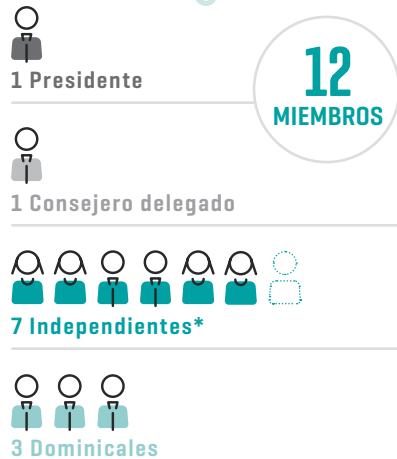 1 Presidente
12
MIEMBROS
1 Consejero delegado
7 Independientes*
3 Dominicales